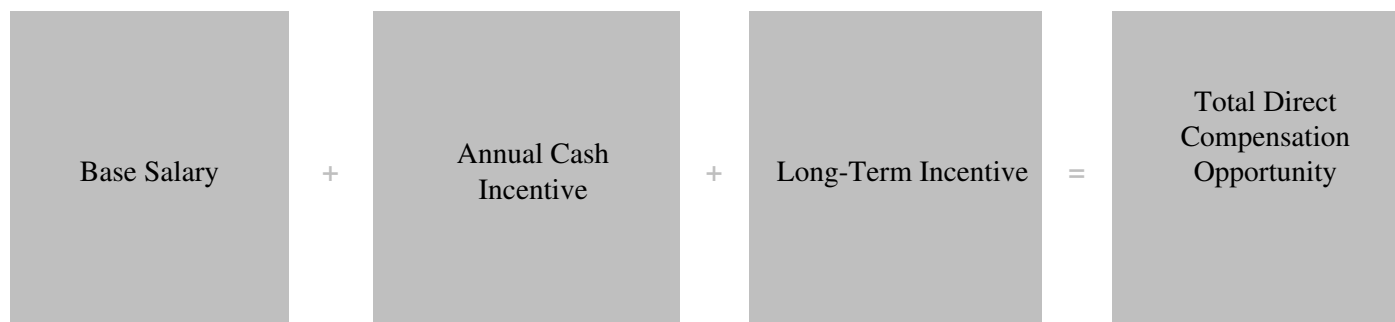 Base Salary
+
Annual Cash
Incentive
+
Long-Term Incentive
=
Total Direct
Compensation
Opportunity